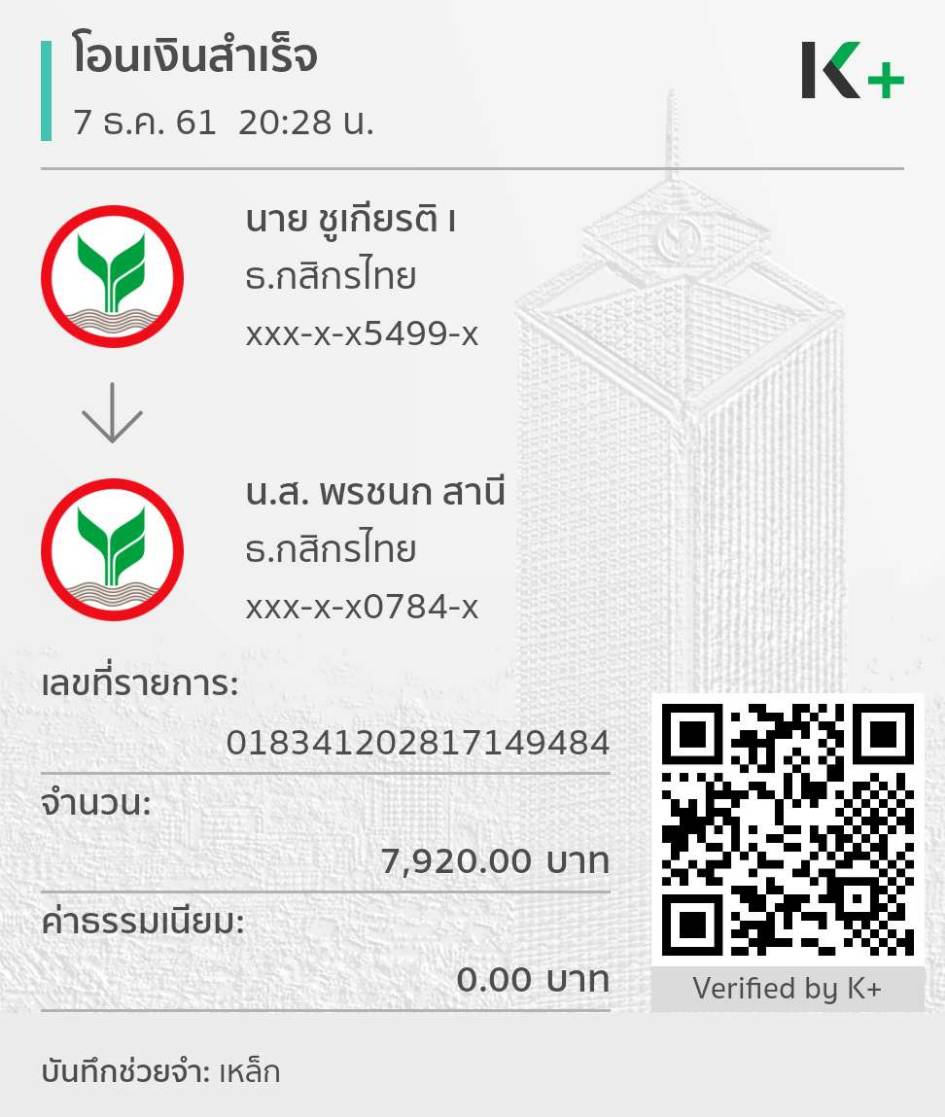 โอนเงินสำเร็จ
7 ธ.ค. 61 20:28 น.
K+
นาย ชูเกียรติ เ
ธ.กสิกรไทย
xxx-x-x5499-x
น.ส. พรชนก สานี
ธ.กสิกรไทย
xxx-x-x0784-x
เลขที่รายการ:
018341202817149484
จำนวน:
7,920.00 บาท
ค่าธรรมเนียม:
0.00 บาท
Verified by K+
บันทึกช่วยจำ: เหล็ก